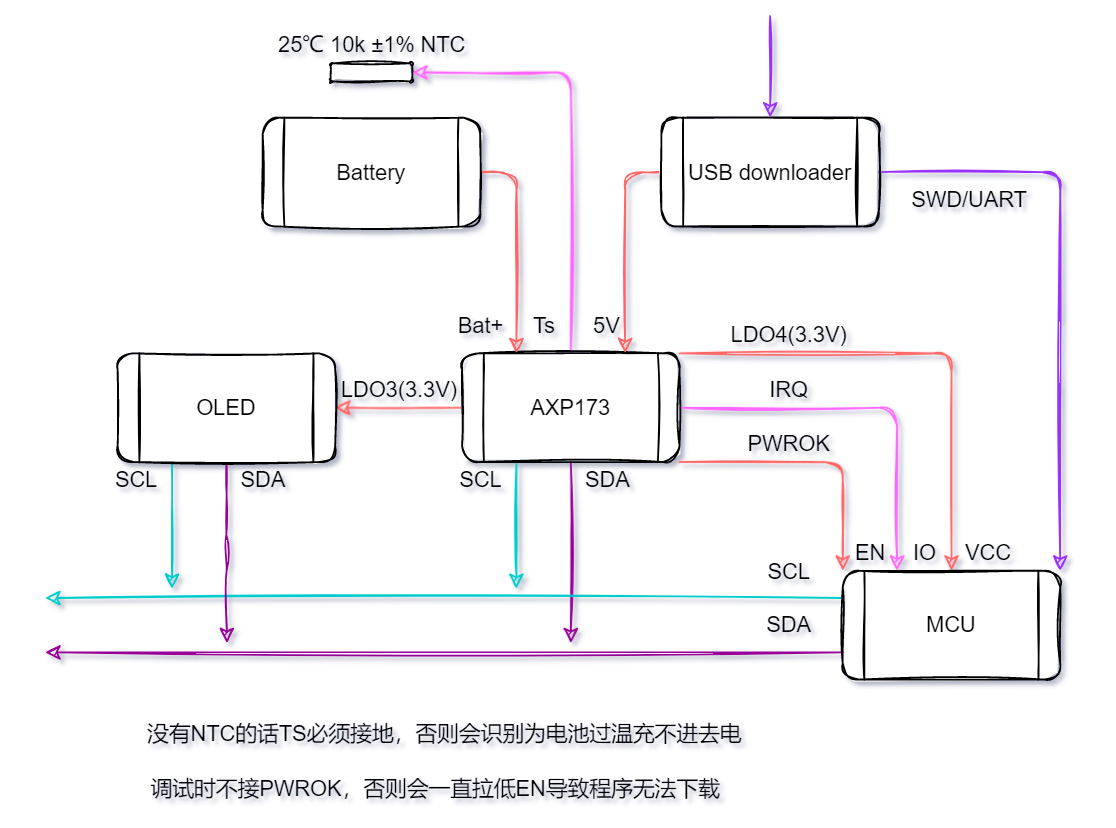 25℃ 10k ±1% NTC
Battery
USB downloader
SWD/UART
Bat+
Ts
5V
LDO4(3.3V)
LDO3(3.3V)
IRQ
OLED
AXP173
PWROK
SCL
SDA
SCL
SDA
EN
IO
VCC
SCL
SDA
MCU
没有NTC的话TS必须接地，否则会识别为电池过温充不进去电
调试时不接PWROK，否则会一直拉低EN导致程序无法下载